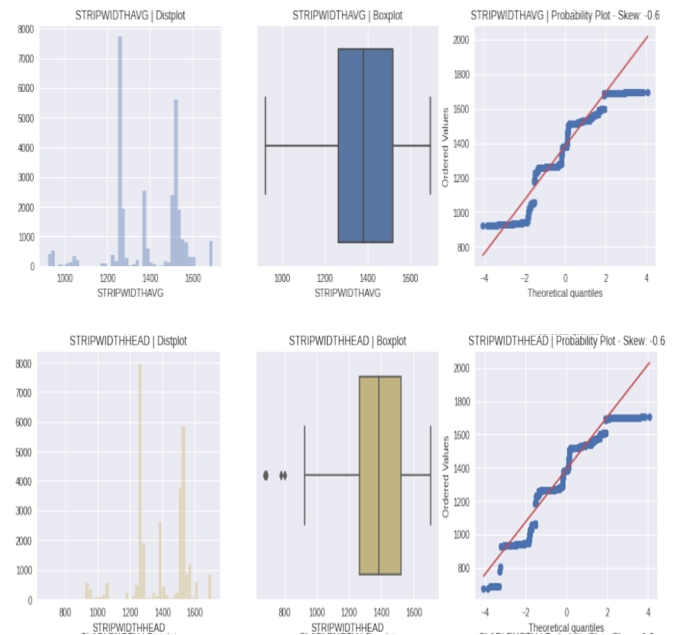 STRIPWIDTHAVG | Distplot
STRIPWIDTHAVG | Boxplot
STRIPWIDTHAVG | Probability Plot - Skew: -0.6
8000
7000
6000
5000
4000
3000
2000
1000
0
1000 1200 1400 1600
STRIPWIDTHAVG
1000 1200 1400 1600
STRIPWIDTHAVG
Ordered Values
2000
1800
1600
1400
1200
1000
800
-4 -2 0 2 4
Theoretical quantiles
STRIPWIDTHHEAD | Distplot
STRIPWIDTHHEAD | Boxplot
STRIPWIDTHHEAD | Probability Plot - Skew: -0.6
8000
7000
6000
5000
4000
3000
2000
1000
0
800 1000 1200 1400 1600
STRIPWIDTHHEAD
800 1000 1200 1400 1600
STRIPWIDTHHEAD
Ordered Values
2000
1800
1600
1400
1200
1000
800
-4 -2 0 2 4
Theoretical quantiles